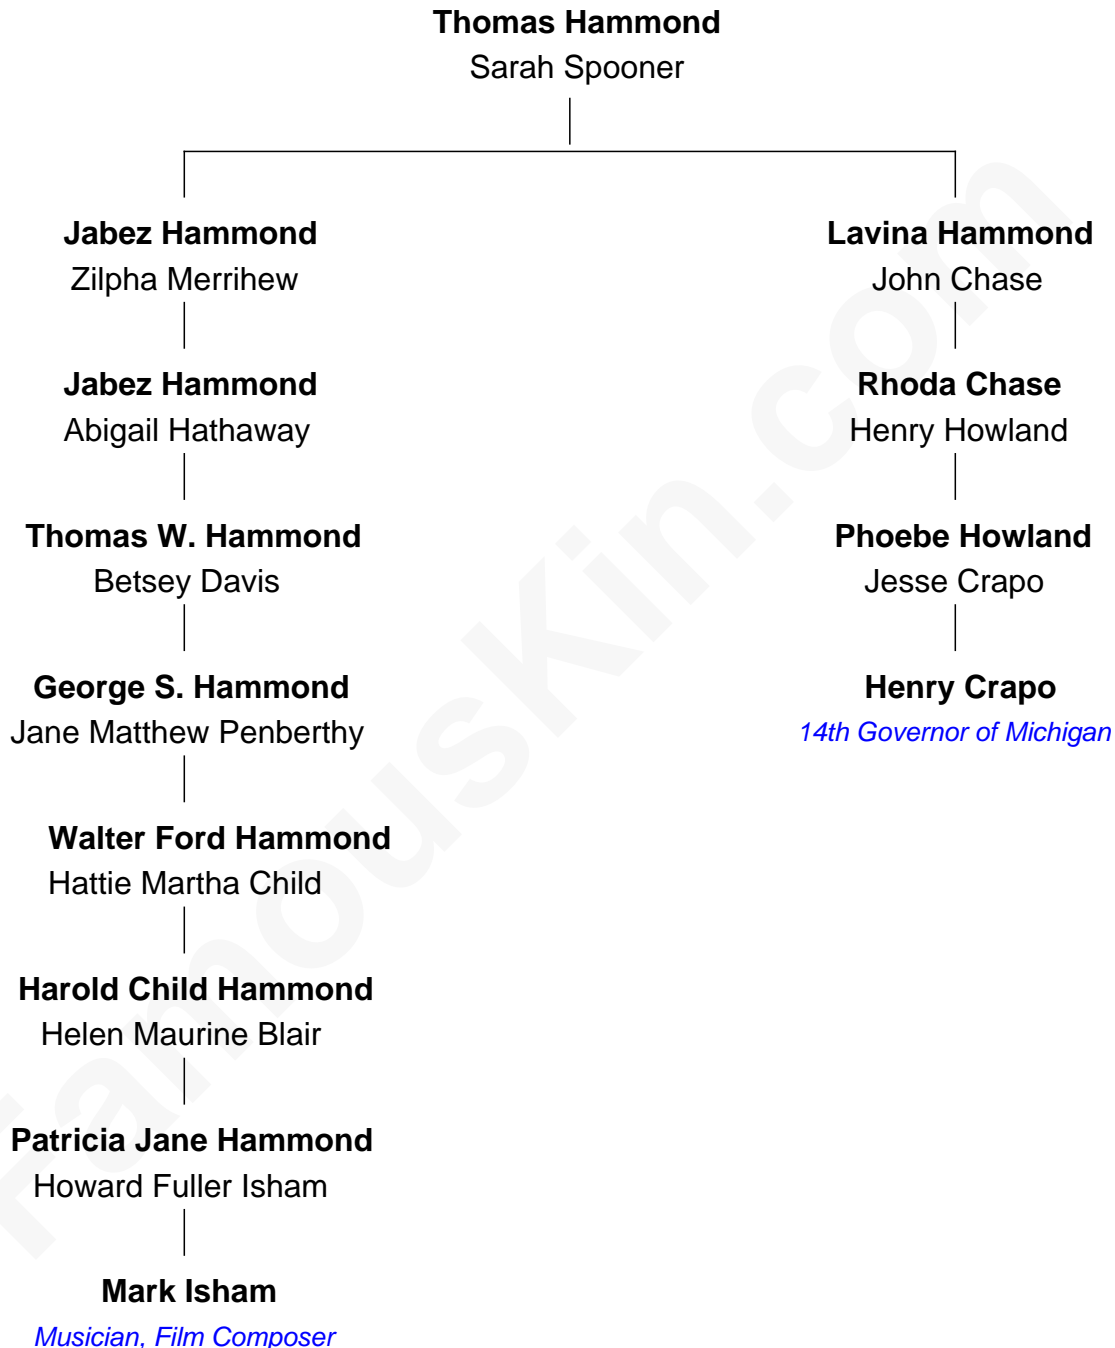 Thomas Hammond
Sarah Spooner
Jabez Hammond
Zilpha Merrihew
Lavina Hammond
John Chase
Jabez Hammond
Abigail Hathaway
Rhoda Chase
Henry Howland
Thomas W. Hammond
Betsey Davis
Phoebe Howland
Jesse Crapo
George S. Hammond
Jane Matthew Penberthy
Henry Crapo
14th Governor of Michigan
Walter Ford Hammond
Hattie Martha Child
Harold Child Hammond
Helen Maurine Blair
Patricia Jane Hammond
Howard Fuller Isham
Mark Isham
Musician, Film Composer
FamousKin.com